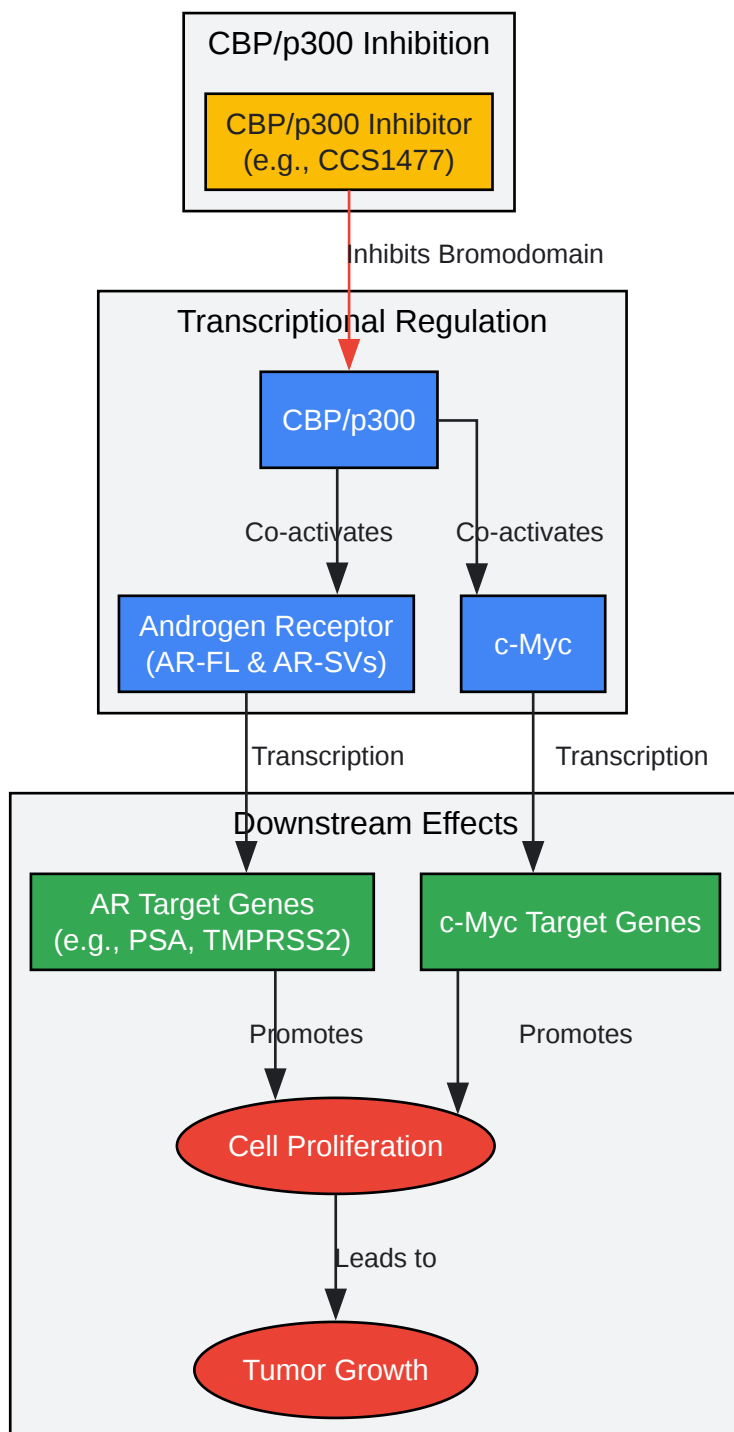 CBP/p300 Inhibition
CBP/p300 Inhibitor
(e.g., CCS1477)
Inhibits Bromodomain
Transcriptional Regulation
CBP/p300
Co-activates
Co-activates
Androgen Receptor
(AR-FL & AR-SVs)
c-Myc
Transcription
Transcription
Downstream Effects
AR Target Genes
(e.g., PSA, TMPRSS2)
c-Myc Target Genes
Promotes
Promotes
Cell Proliferation
Leads to
Tumor Growth